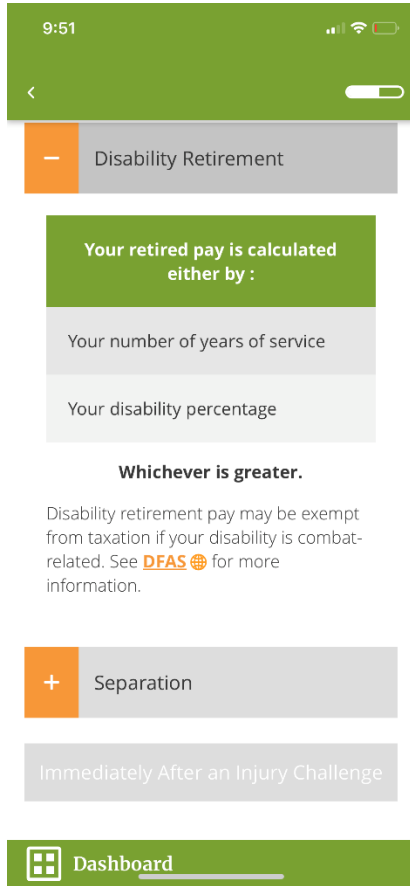 9:51
Disability Retirement
Your retired pay is calculated
either by :
Your number of years of service
Your disability percentage
Whichever is greater.
Disability retirement pay may be exempt
from taxation if your disability is combat-
related. See DFAS for more
information.
Separation
Immediately After an Injury Challenge
Dashboard